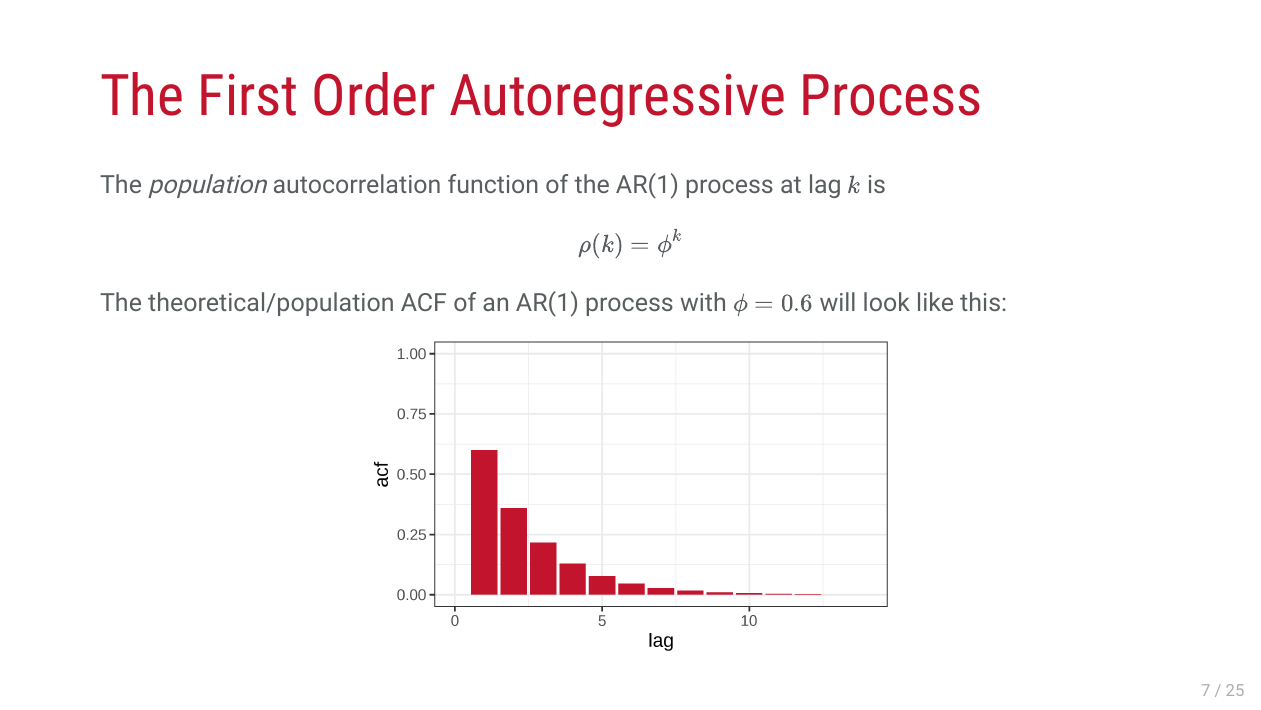 The First Order Autoregressive Process
The population autocorrelation function of the AR(1) process at lag k is
ρ(k) = ϕ^k
The theoretical/population ACF of an AR(1) process with ϕ = 0.6 will look like this:
1.00
0.75
0.50
0.25
0.00
acf
0 5 10
lag
7 / 25